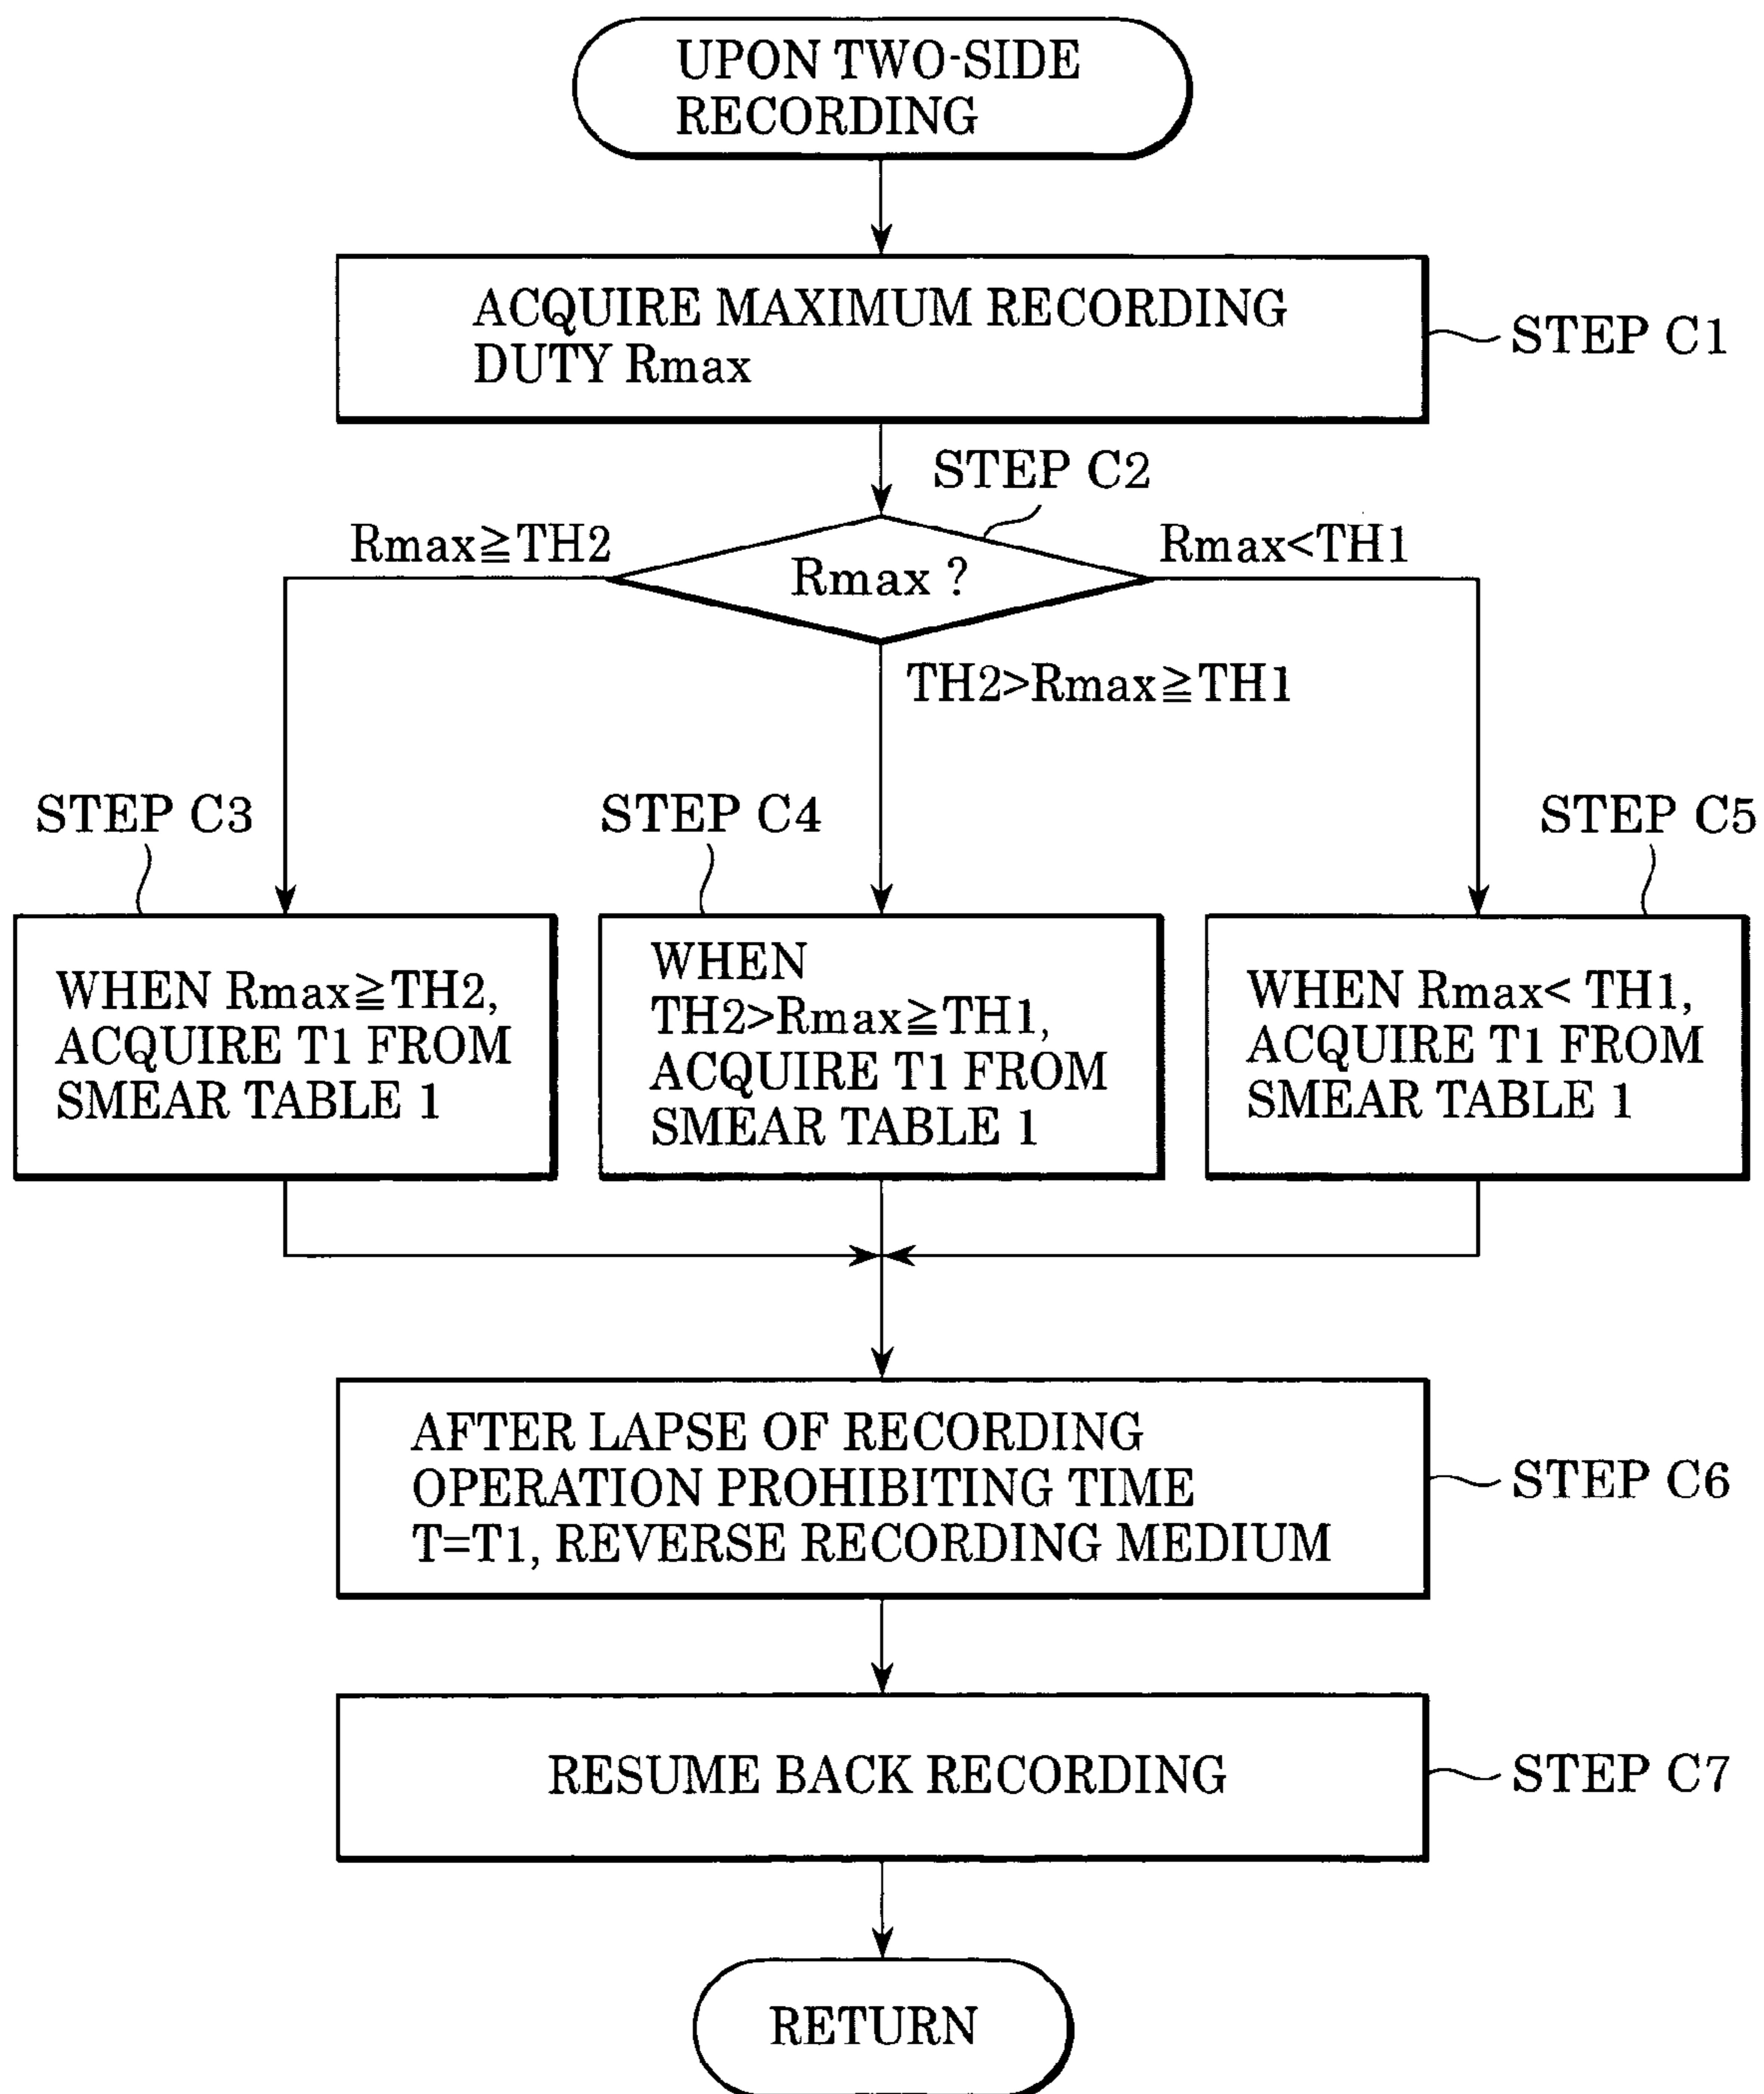 UPON TWO-SIDE
RECORDING
ACQUIRE MAXIMUM RECORDING
DUTY Rmax
STEP C1
STEP C2
Rmax≧TH2
Rmax ?
Rmax<TH1
TH2>Rmax≧TH1
STEP C3
STEP C4
STEP C5
WHEN Rmax≧TH2,
ACQUIRE T1 FROM
SMEAR TABLE 1
WHEN
TH2>Rmax≧TH1,
ACQUIRE T1 FROM
SMEAR TABLE 1
WHEN Rmax< TH1,
ACQUIRE T1 FROM
SMEAR TABLE 1
AFTER LAPSE OF RECORDING
OPERATION PROHIBITING TIME
T=T1, REVERSE RECORDING MEDIUM
STEP C6
RESUME BACK RECORDING
STEP C7
RETURN